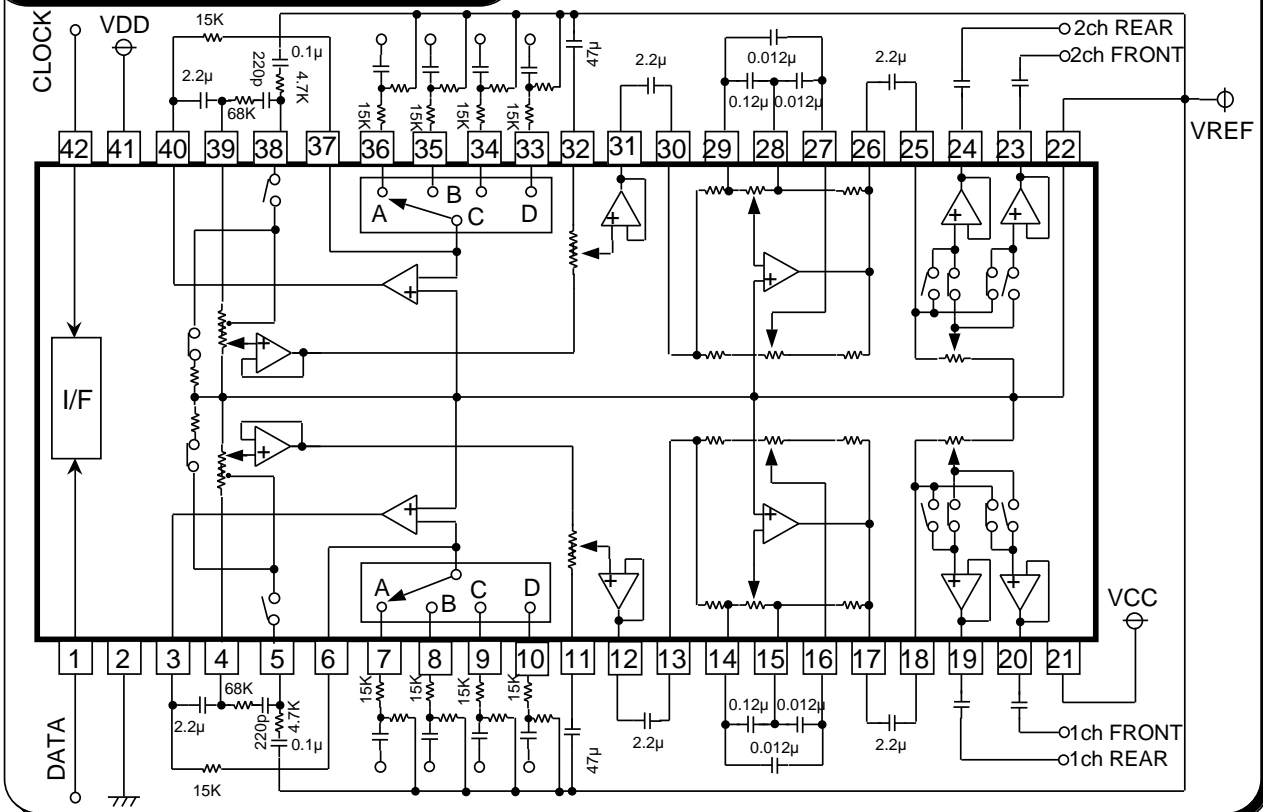 CLOCK
VDD
15K
2.2µ
68K
220p
0.1µ
4.7K
15K
15K
15K
15K
47µ
2.2µ
0.012µ
0.12µ
0.012µ
2.2µ
2ch REAR
2ch FRONT
VREF
42
41
40
39
38
37
36
35
34
33
32
31
30
29
28
27
26
25
24
23
22
A
B
C
D
+
+
+
+
+
+
I/F
+
+
+
+
+
+
A
B
C
D
1
2
3
4
5
6
7
8
9
10
11
12
13
14
15
16
17
18
19
20
21
VCC
DATA
2.2µ
68K
220p
4.7K
0.1µ
15K
15K
15K
15K
15K
47µ
2.2µ
0.12µ
0.012µ
0.012µ
2.2µ
1ch FRONT
1ch REAR